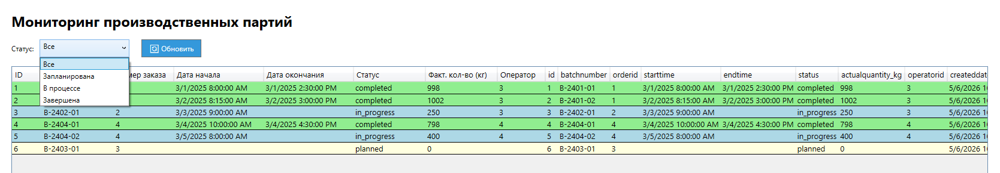 Мониторинг производственных партий
Статус: Все Обновить
Все
Запланирована
В процессе
Завершена
ID мер заказа Дата начала Дата окончания Статус Факт. кол-во (кг) Оператор id batchnumber orderid starttime endtime status actualquantity_kg operatorid createddat
1 3/1/2025 8:00:00 AM 3/1/2025 2:30:00 PM completed 998 3 1 B-2401-01 1 3/1/2025 8:00:00 AM 3/1/2025 2:30:00 PM completed 998 3 5/6/2026 1
2 3/2/2025 8:15:00 AM 3/2/2025 3:00:00 PM completed 1002 3 2 B-2401-02 1 3/2/2025 8:15:00 AM 3/2/2025 3:00:00 PM completed 1002 3 5/6/2026 1
3 B-2402-01 2 3/3/2025 9:00:00 AM in_progress 250 3 3 B-2402-01 2 3/3/2025 9:00:00 AM in_progress 250 3 5/6/2026 1
4 B-2404-01 4 3/4/2025 10:00:00 AM 3/4/2025 4:30:00 PM completed 798 4 4 B-2404-01 4 3/4/2025 10:00:00 AM 3/4/2025 4:30:00 PM completed 798 4 5/6/2026 1
5 B-2404-02 4 3/5/2025 8:00:00 AM in_progress 400 4 5 B-2404-02 4 3/5/2025 8:00:00 AM in_progress 400 4 5/6/2026 1
6 B-2403-01 3 planned 0 6 B-2403-01 3 planned 0 5/6/2026 1